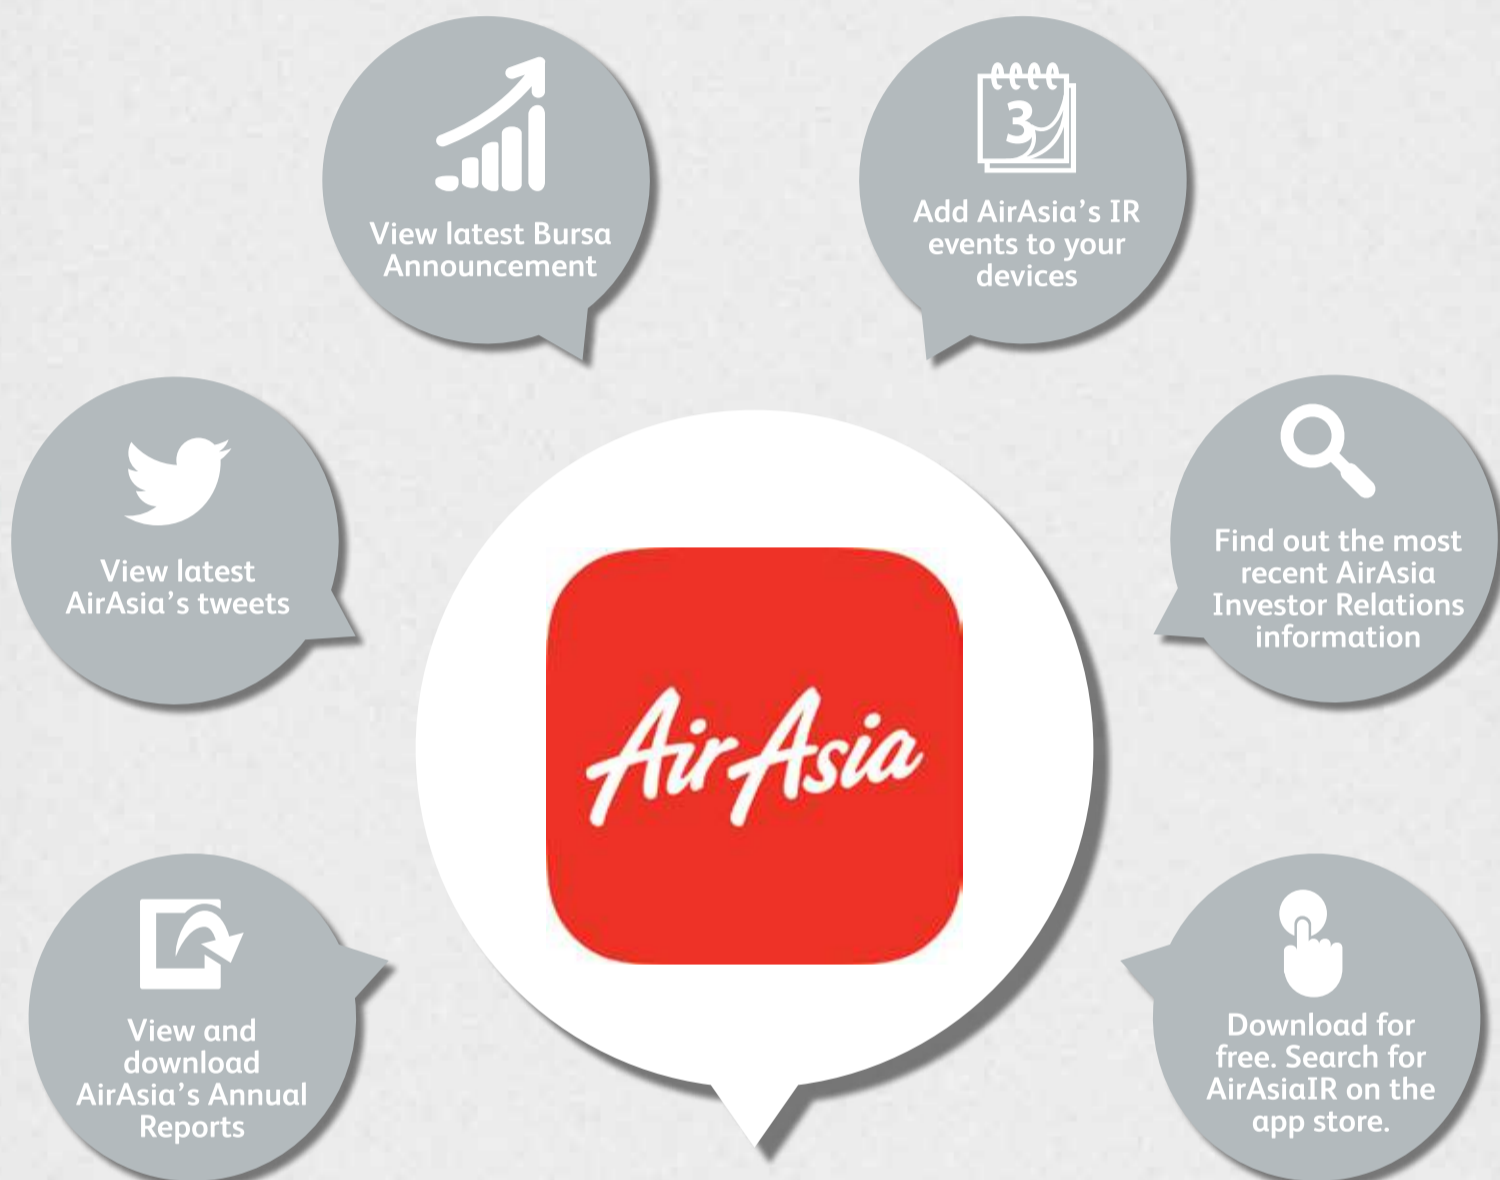 View latest Bursa
Announcement
3
Add AirAsia's IR
events to your
devices
View latest
AirAsia's tweets
Find out the most
recent AirAsia
Investor Relations
information
AirAsia
View and
download
AirAsia's Annual
Reports
Download for
free. Search for
AirAsiaIR on the
app store.